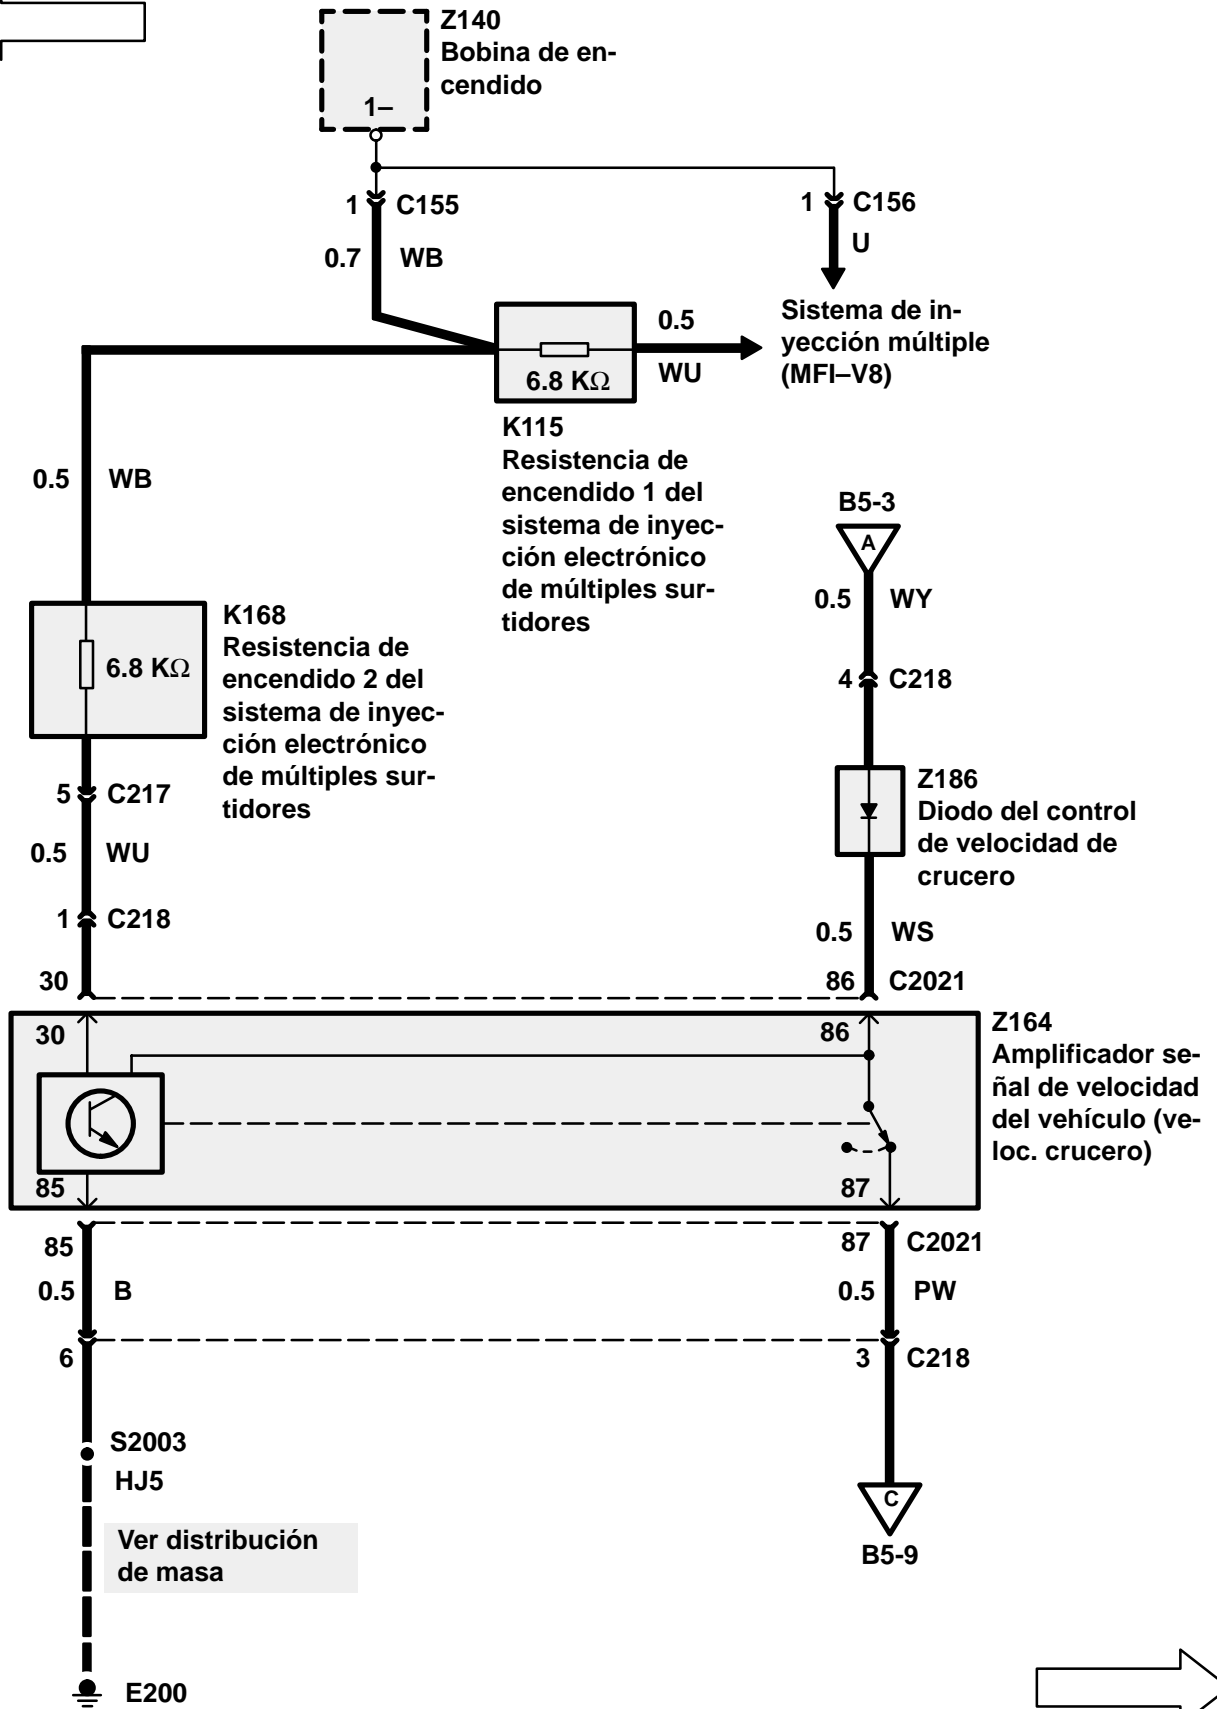 Z140
Bobina de en-
cendido
1–
1 C155
1 C156
0.7 WB
U
Sistema de in-
yección múltiple
(MFI–V8)
0.5
WU
6.8 KΩ
K115
Resistencia de
encendido 1 del
sistema de inyec-
ción electrónico
de múltiples sur-
tidores
0.5 WB
B5-3
A
0.5 WY
K168
Resistencia de
encendido 2 del
sistema de inyec-
ción electrónico
de múltiples sur-
tidores
6.8 KΩ
4 C218
Z186
Diodo del control
de velocidad de
crucero
5 C217
0.5 WU
1 C218
0.5 WS
30
86 C2021
30
86
Z164
Amplificador se-
ñal de velocidad
del vehículo (ve-
loc. crucero)
85
87
85
87 C2021
0.5 B
0.5 PW
6
3 C218
S2003
HJ5
C
Ver distribución
de masa
B5-9
E200